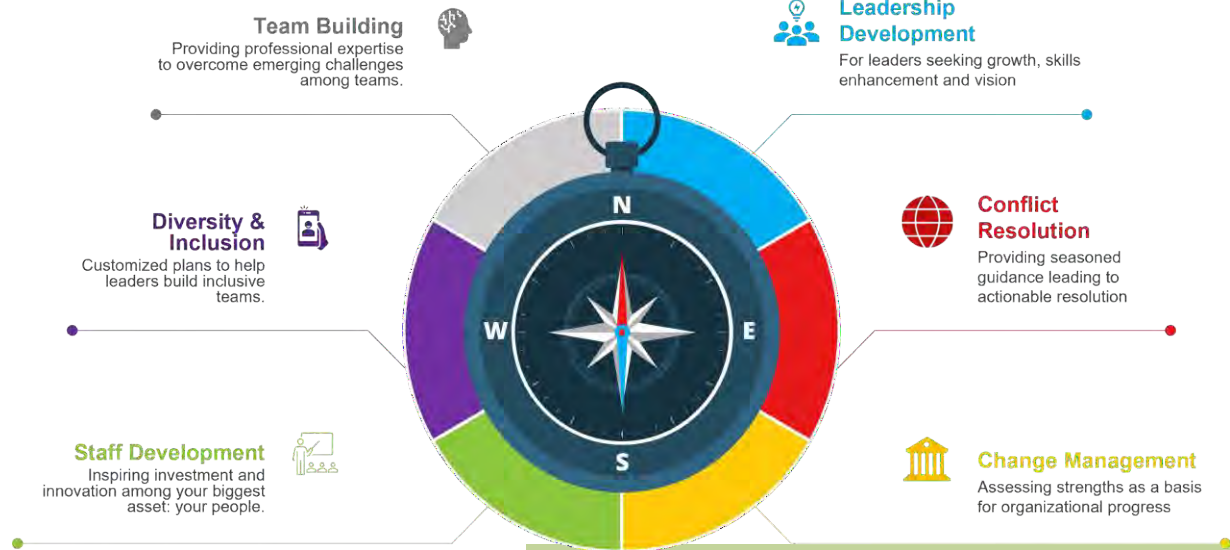 Team Building
Providing professional expertise
to overcome emerging challenges
among teams.
Leadership
Development
For leaders seeking growth, skills
enhancement and vision
Diversity &
Inclusion
Customized plans to help
leaders build inclusive
teams.
Conflict
Resolution
Providing seasoned
guidance leading to
actionable resolution
Staff Development
Inspiring investment and
innovation among your biggest
asset: your people.
Change Management
Assessing strengths as a basis
for organizational progress
N
W
E
S